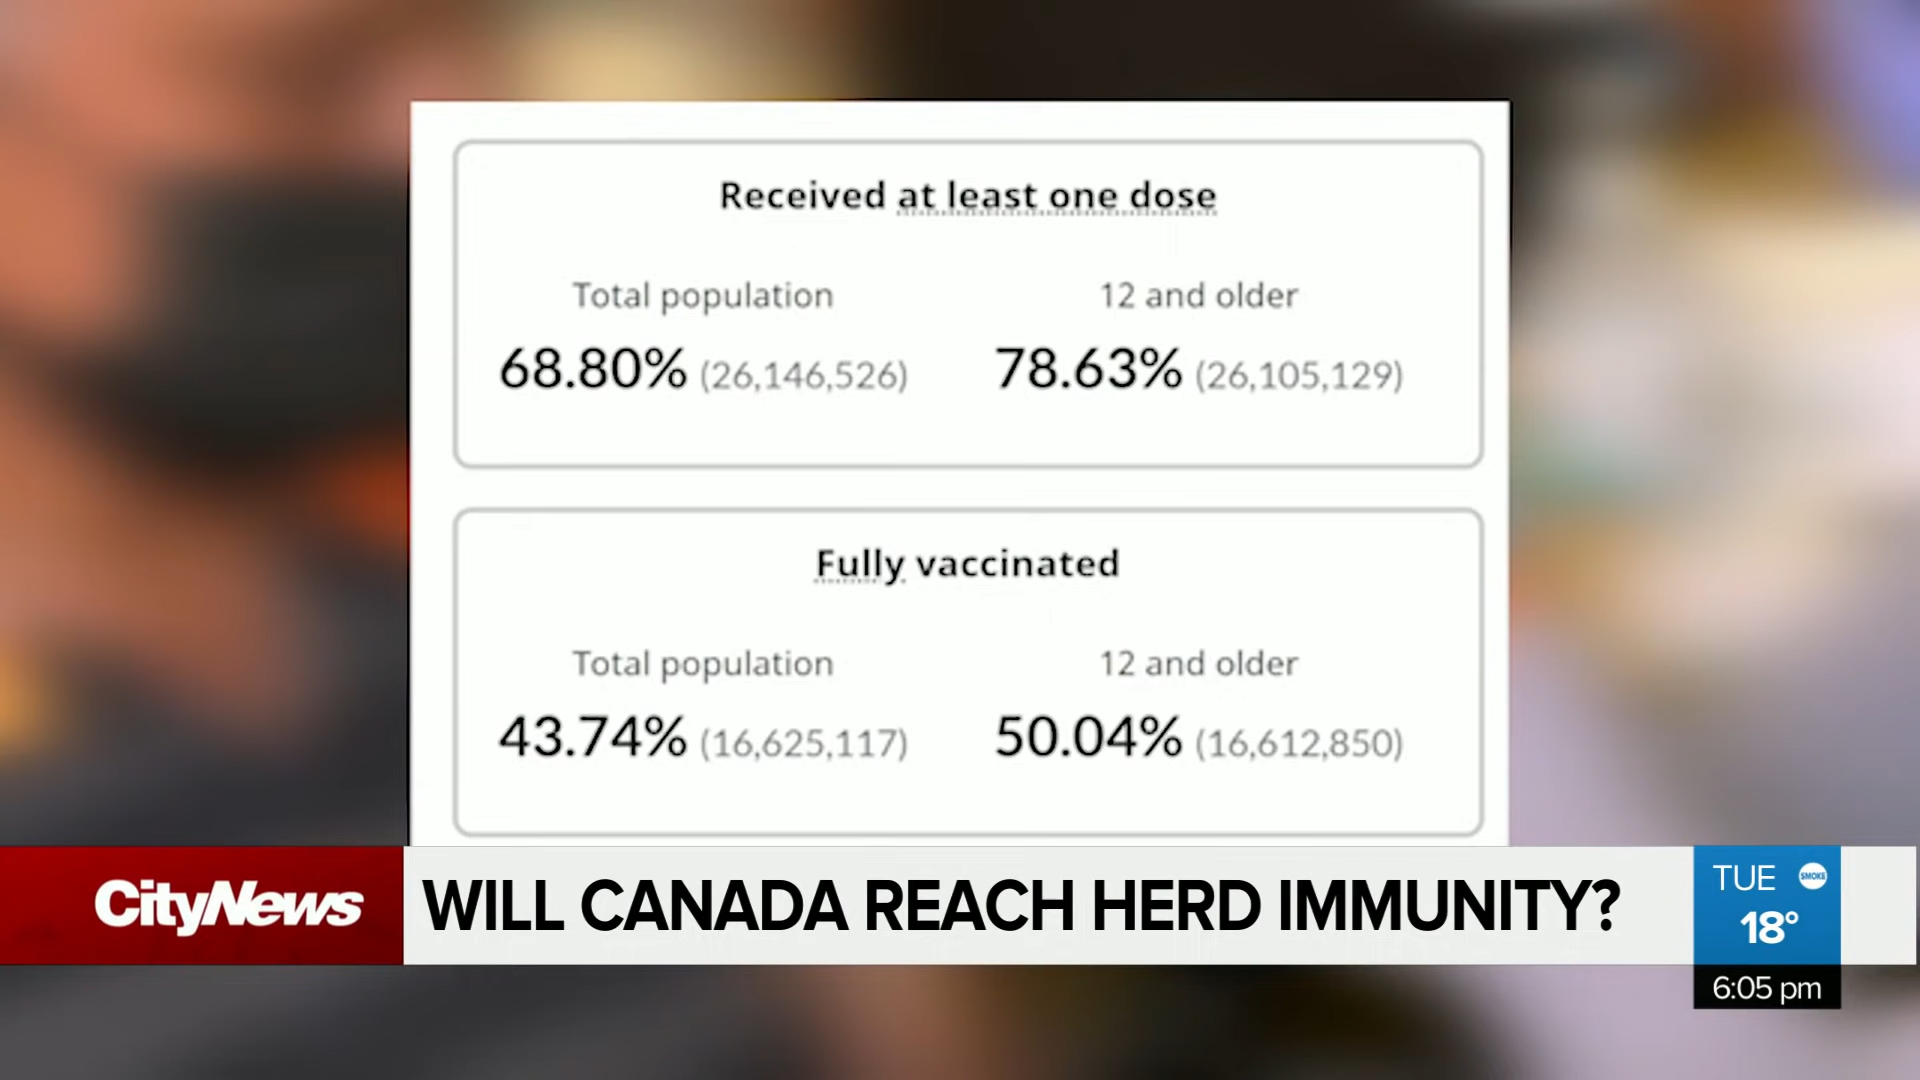 Received at least one dose
Total population
12 and older
68.80% (26,146,526)
78.63% (26,105,129)
Fully vaccinated
Total population
12 and older
43.74% (16,625,117)
50.04% (16,612,850)
CityNews
WILL CANADA REACH HERD IMMUNITY?
TUE
SMOKE
18°
6:05 pm